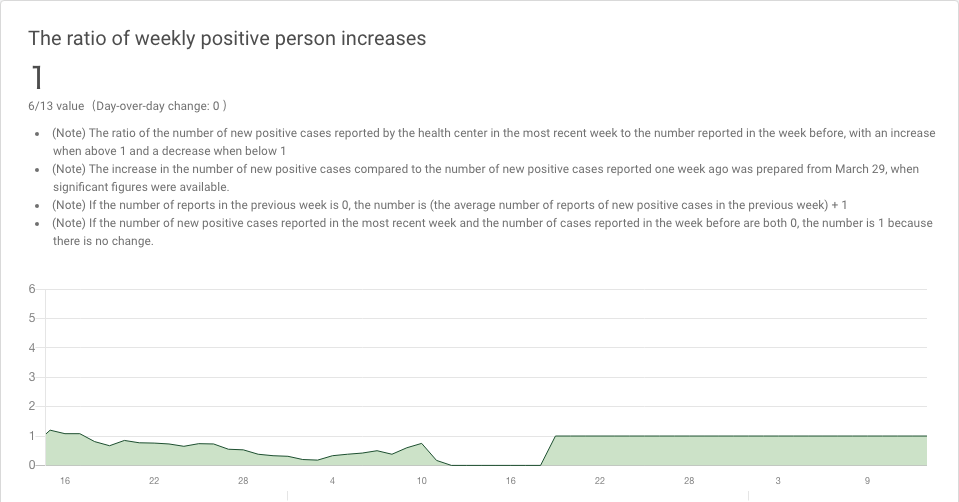 The ratio of weekly positive person increases
1
6/13 value（Day-over-day change: 0 ）
(Note) The ratio of the number of new positive cases reported by the health center in the most recent week to the number reported in the week before, with an increase
when above 1 and a decrease when below 1
(Note) The increase in the number of new positive cases compared to the number of new positive cases reported one week ago was prepared from March 29, when
significant figures were available.
(Note) If the number of reports in the previous week is 0, the number is (the average number of reports of new positive cases in the previous week) + 1
(Note) If the number of new positive cases reported in the most recent week and the number of cases reported in the week before are both 0, the number is 1 because
there is no change.
6
5
4
3
2
1
0
16 22 28 4 10 16 22 28 3 9